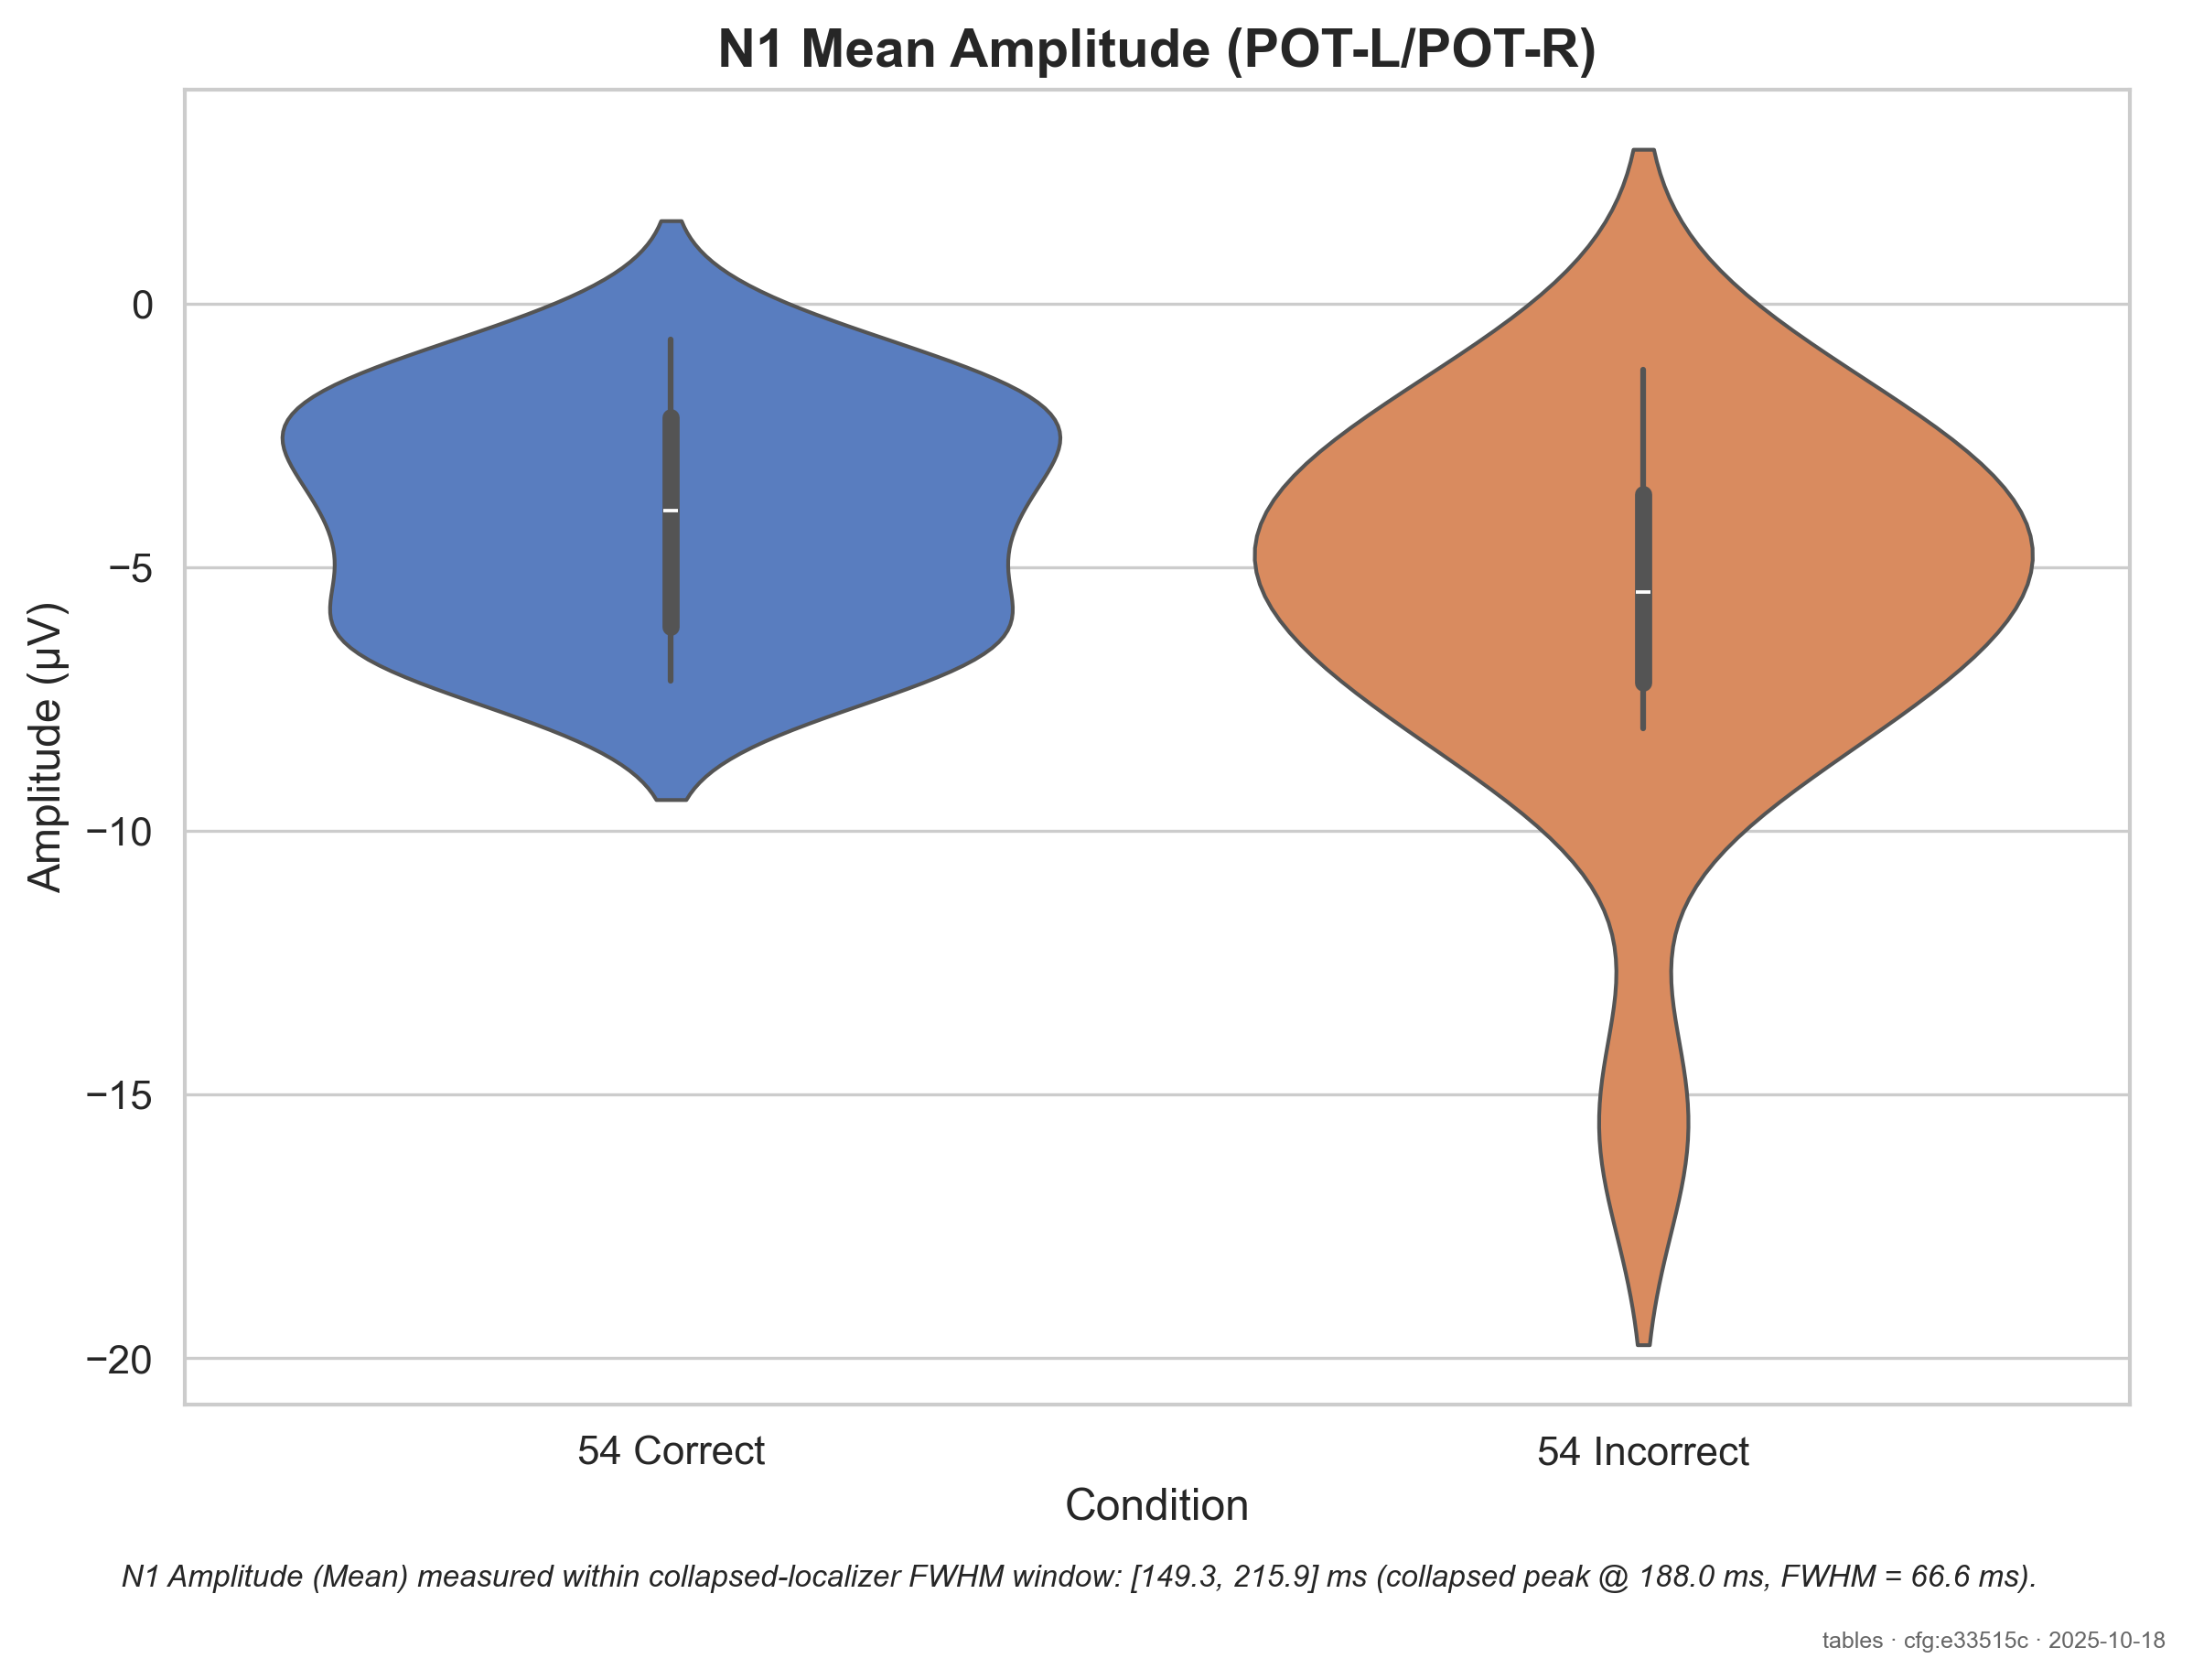 N1 Mean Amplitude (POT-L/POT-R)
Amplitude (µV)
0
−5
−10
−15
−20
54 Correct
54 Incorrect
Condition
N1 Amplitude (Mean) measured within collapsed-localizer FWHM window: [149.3, 215.9] ms (collapsed peak @ 188.0 ms, FWHM = 66.6 ms).
tables · cfg:e33515c · 2025-10-18